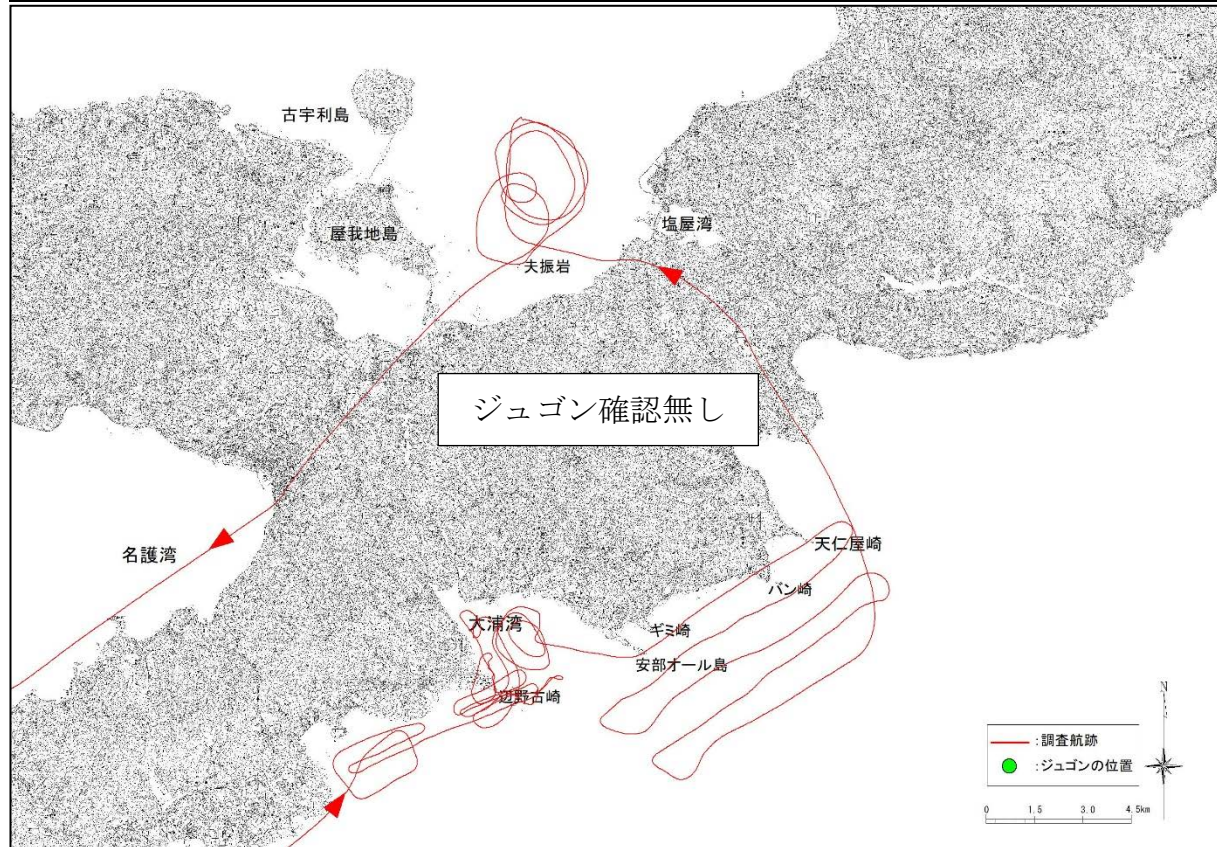 古宇利島
屋我地島
塩屋湾
夫振岩
ジュゴン確認無し
名護湾
天仁屋崎
バン崎
大浦湾
ギミ崎
安部オール島
辺野古崎
N
:調査航跡
:ジュゴンの位置
0 1.5 3.0 4.5km